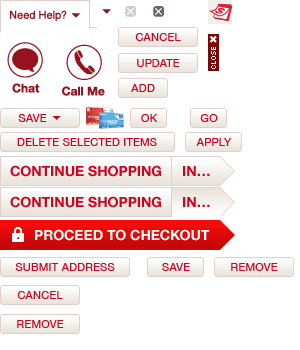 Need Help?
CANCEL
UPDATE
CLOSE
Chat
Call Me
ADD
SAVE
OK
GO
DELETE SELECTED ITEMS
APPLY
CONTINUE SHOPPING IN...
CONTINUE SHOPPING IN...
PROCEED TO CHECKOUT
SUBMIT ADDRESS
SAVE
REMOVE
CANCEL
REMOVE